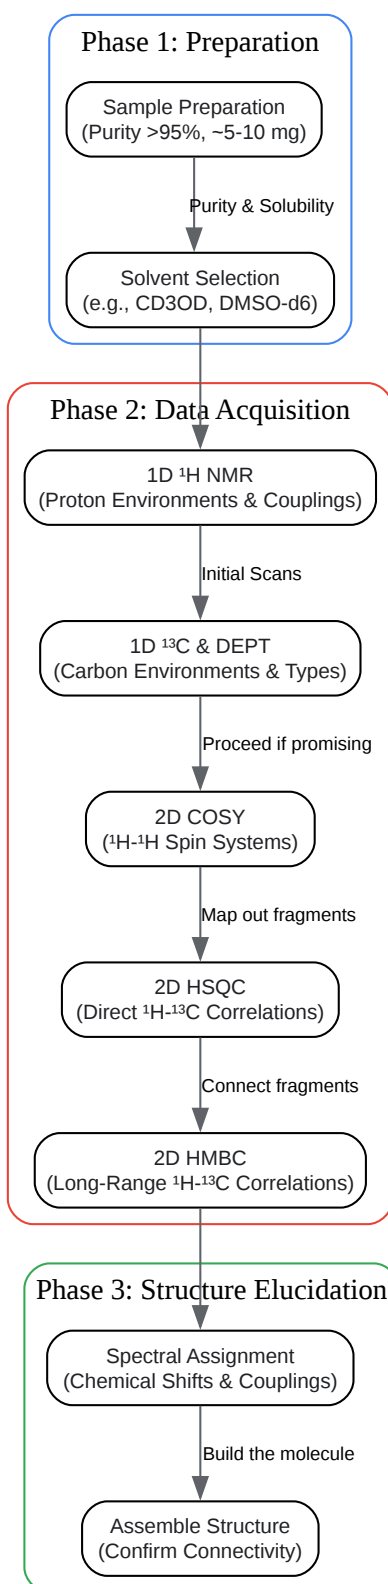 Phase 1: Preparation
Sample Preparation
(Purity >95%, ~5-10 mg)
Purity & Solubility
Solvent Selection
(e.g., CD3OD, DMSO-d6)
Phase 2: Data Acquisition
1D ¹H NMR
(Proton Environments & Couplings)
Initial Scans
1D ¹³C & DEPT
(Carbon Environments & Types)
Proceed if promising
2D COSY
(¹H-¹H Spin Systems)
Map out fragments
2D HSQC
(Direct ¹H-¹³C Correlations)
Connect fragments
2D HMBC
(Long-Range ¹H-¹³C Correlations)
Phase 3: Structure Elucidation
Spectral Assignment
(Chemical Shifts & Couplings)
Build the molecule
Assemble Structure
(Confirm Connectivity)